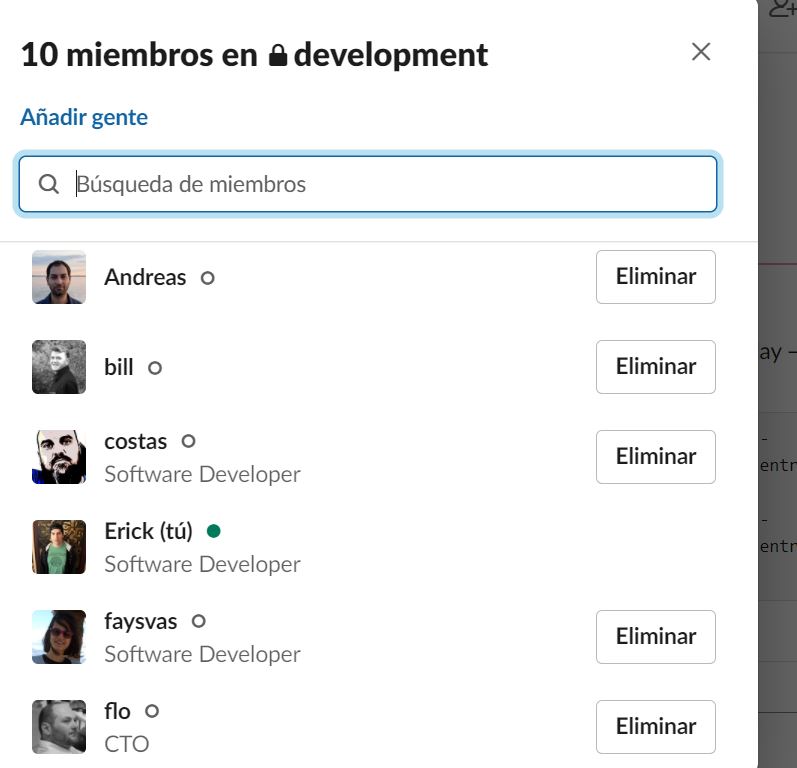 10 miembros en development
Añadir gente
Búsqueda de miembros
Andreas
Eliminar
bill
Eliminar
costas
Software Developer
Eliminar
Erick (tú)
Software Developer
faysvas
Software Developer
Eliminar
flo
CTO
Eliminar
ay –
-
entr
-
entr